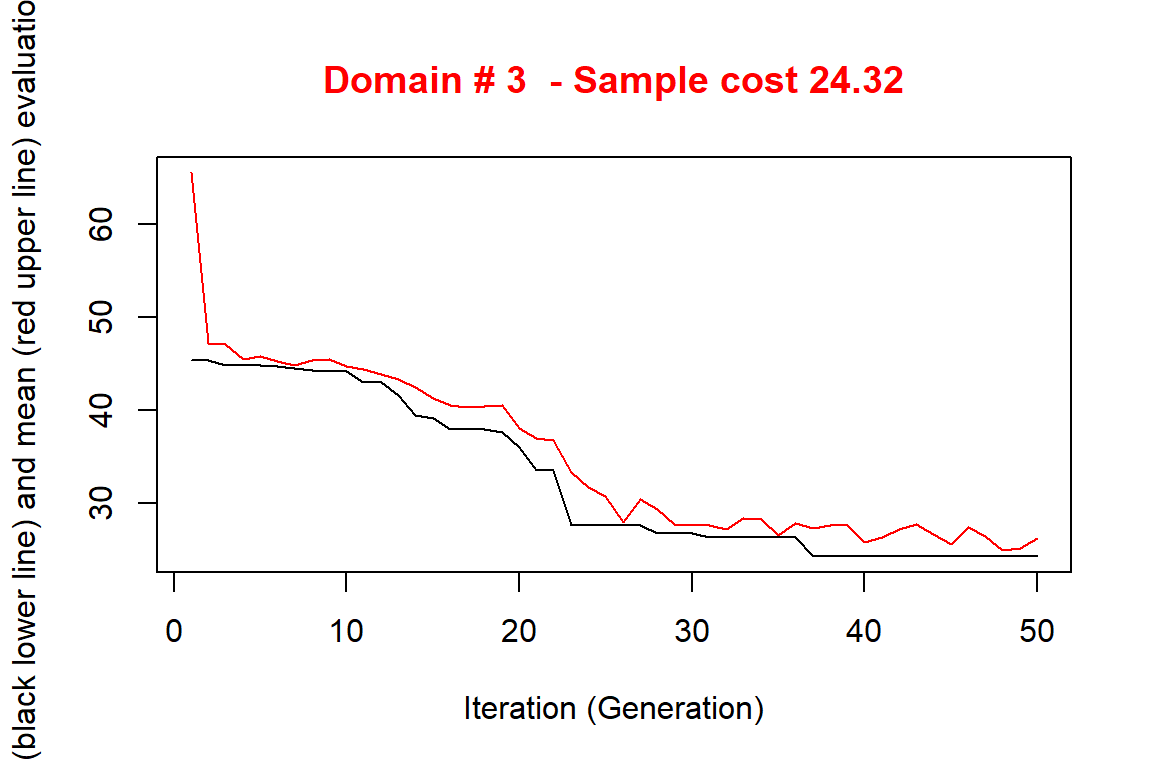 Domain # 3  - Sample cost 24.32
(black lower line) and mean (red upper line) evaluatio
60
50
40
30
0 10 20 30 40 50
Iteration (Generation)